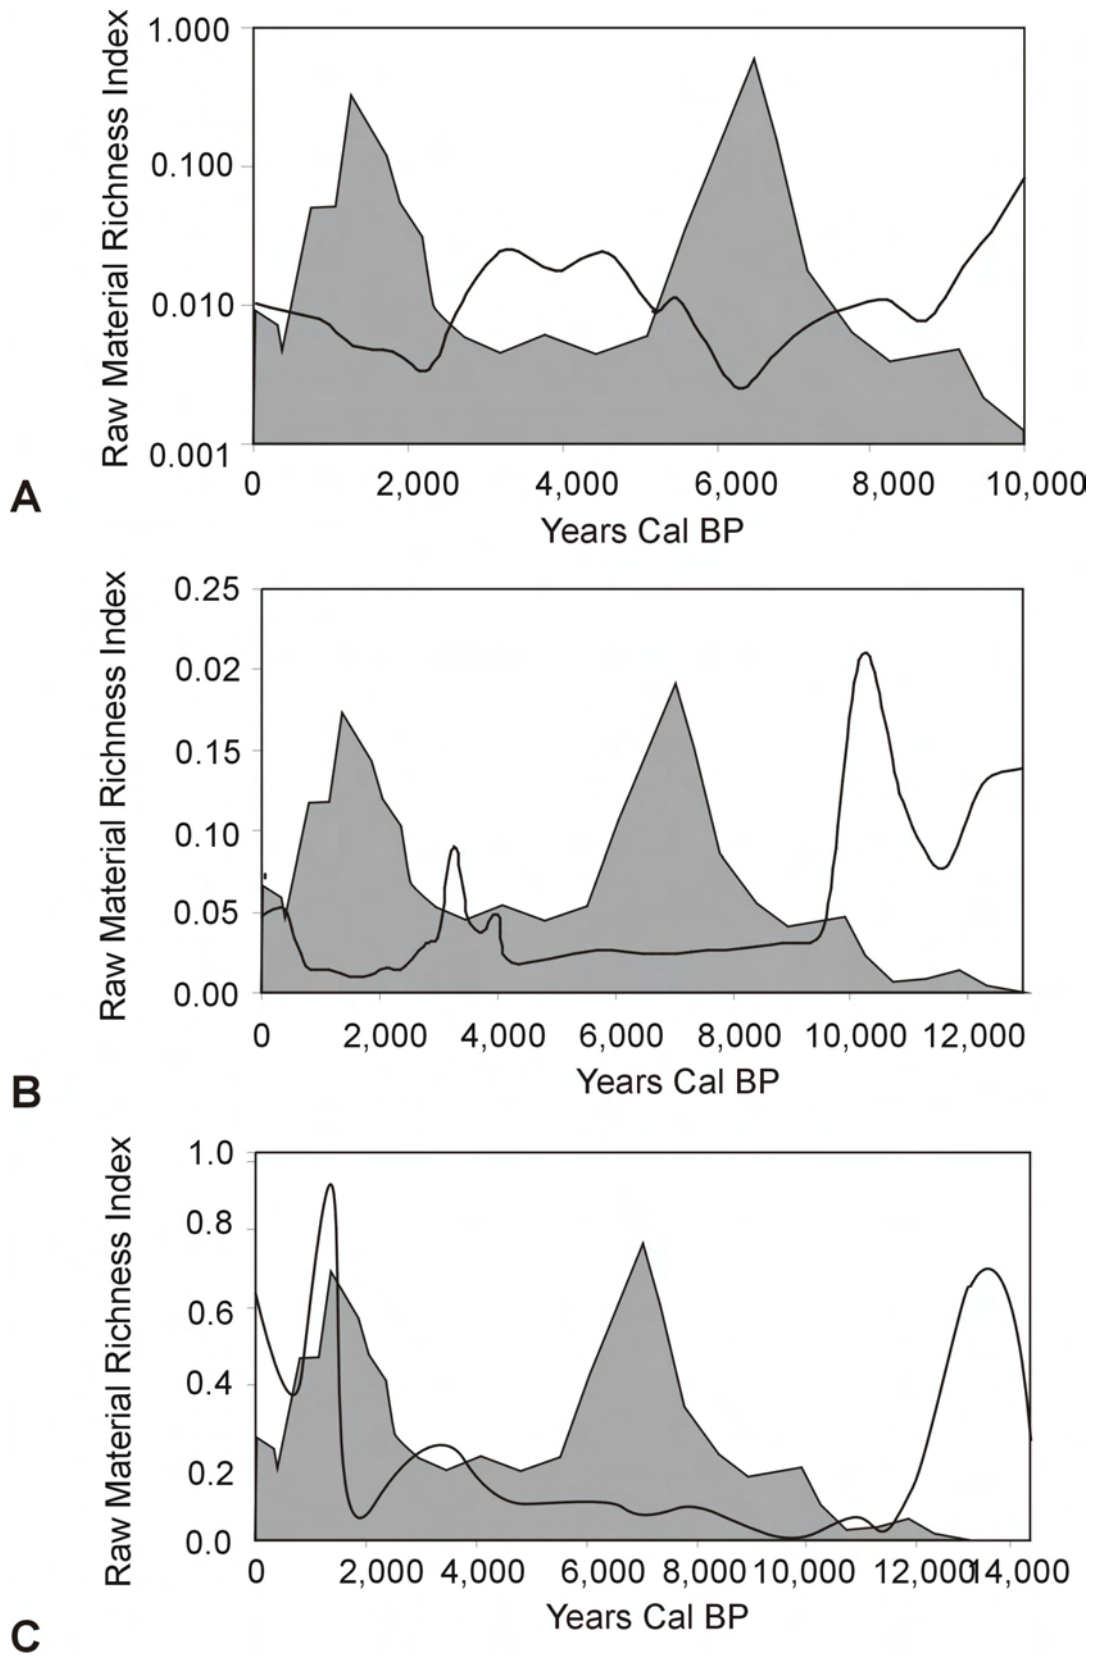 Raw Material Richness Index
1.000
0.100
0.010
0.001
0 2,000 4,000 6,000 8,000 10,000
Years Cal BP
A
Raw Material Richness Index
0.25
0.02
0.15
0.10
0.05
0.00
0 2,000 4,000 6,000 8,000 10,000 12,000
Years Cal BP
B
Raw Material Richness Index
1.0
0.8
0.6
0.4
0.2
0.0
0 2,000 4,000 6,000 8,000 10,000 12,000 14,000
Years Cal BP
C